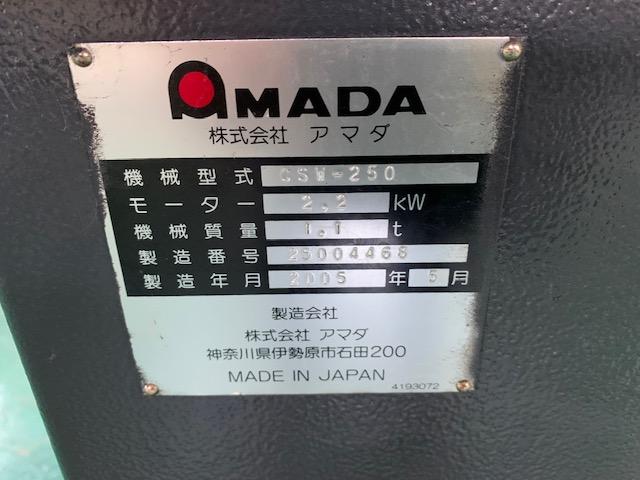 AMADA
株式会社 アマダ
機械型式 CSW-250
モーター 2.2 kW
機械質量 1.1 t
製造番号 25004468
製造年月 2005 年 5 月
製造会社
株式会社 アマダ
神奈川県伊勢原市石田200
MADE IN JAPAN
4193072